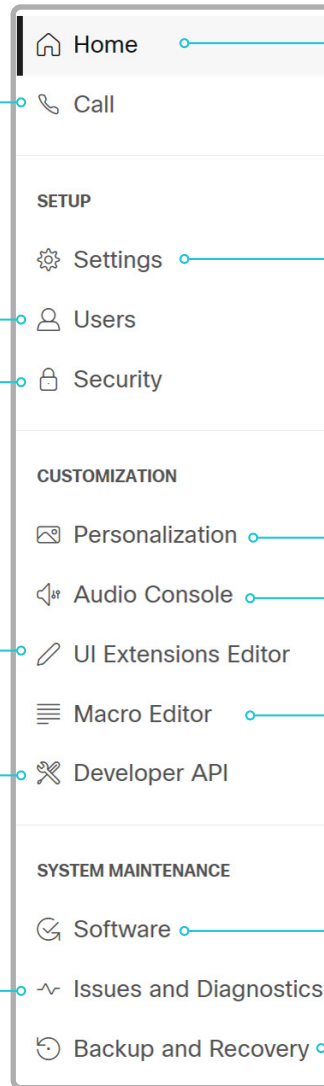 Home
Call
SETUP
Settings
Users
Security
CUSTOMIZATION
Personalization
Audio Console
UI Extensions Editor
Macro Editor
Developer API
SYSTEM MAINTENANCE
Software
Issues and Diagnostics
Backup and Recovery